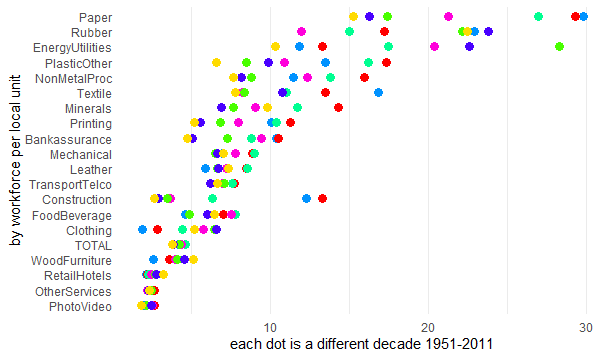 Paper
Rubber
EnergyUtilities
PlasticOther
NonMetalProc
Textile
Minerals
Printing
Bankassurance
Mechanical
Leather
TransportTelco
Construction
FoodBeverage
Clothing
TOTAL
WoodFurniture
RetailHotels
OtherServices
PhotoVideo
by workforce per local unit
10 20 30
each dot is a different decade 1951-2011